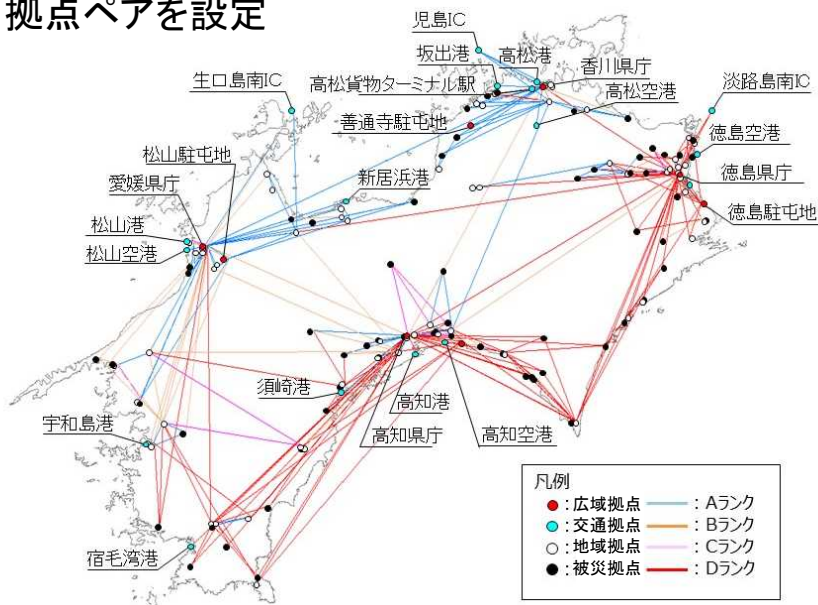 拠点ペアを設定
児島IC
坂出港
高松港
香川県庁
生口島南IC
高松貨物ターミナル駅
高松空港
淡路島南IC
善通寺駐屯地
徳島空港
松山駐屯地
新居浜港
徳島県庁
愛媛県庁
徳島駐屯地
松山港
松山空港
須崎港
高知港
宇和島港
高知県庁
高知空港
宿毛湾港
凡例
●:広域拠点 ―:Aランク
●:交通拠点 ―:Bランク
○:地域拠点 ―:Cランク
●:被災拠点 ―:Dランク